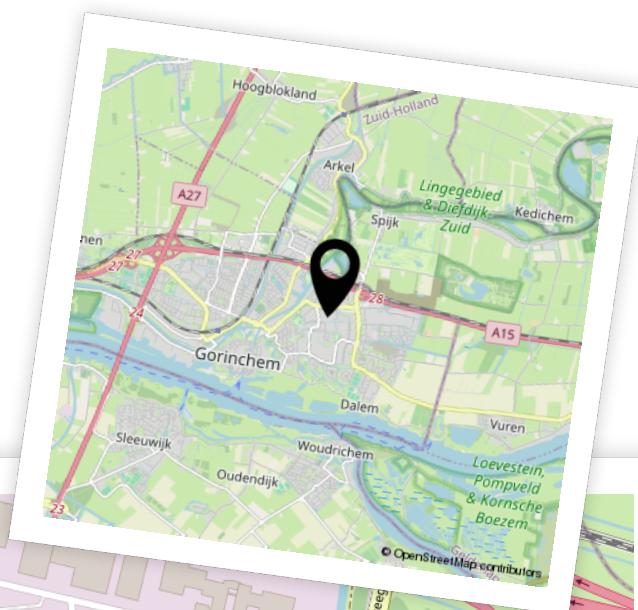 Hoogblokland
Zuid-Holland
Arkel
A27
Lingegebied
& Diefdijk-
Zuid
Kedichem
Spijk
nen
27
27
28
24
A15
Gorinchem
Dalem
Vuren
Sleeuwijk
Woudrichem
Oudendijk
Loevestein,
Pompveld
& Kornsche
Boezem
23
© OpenStreetMap contributors